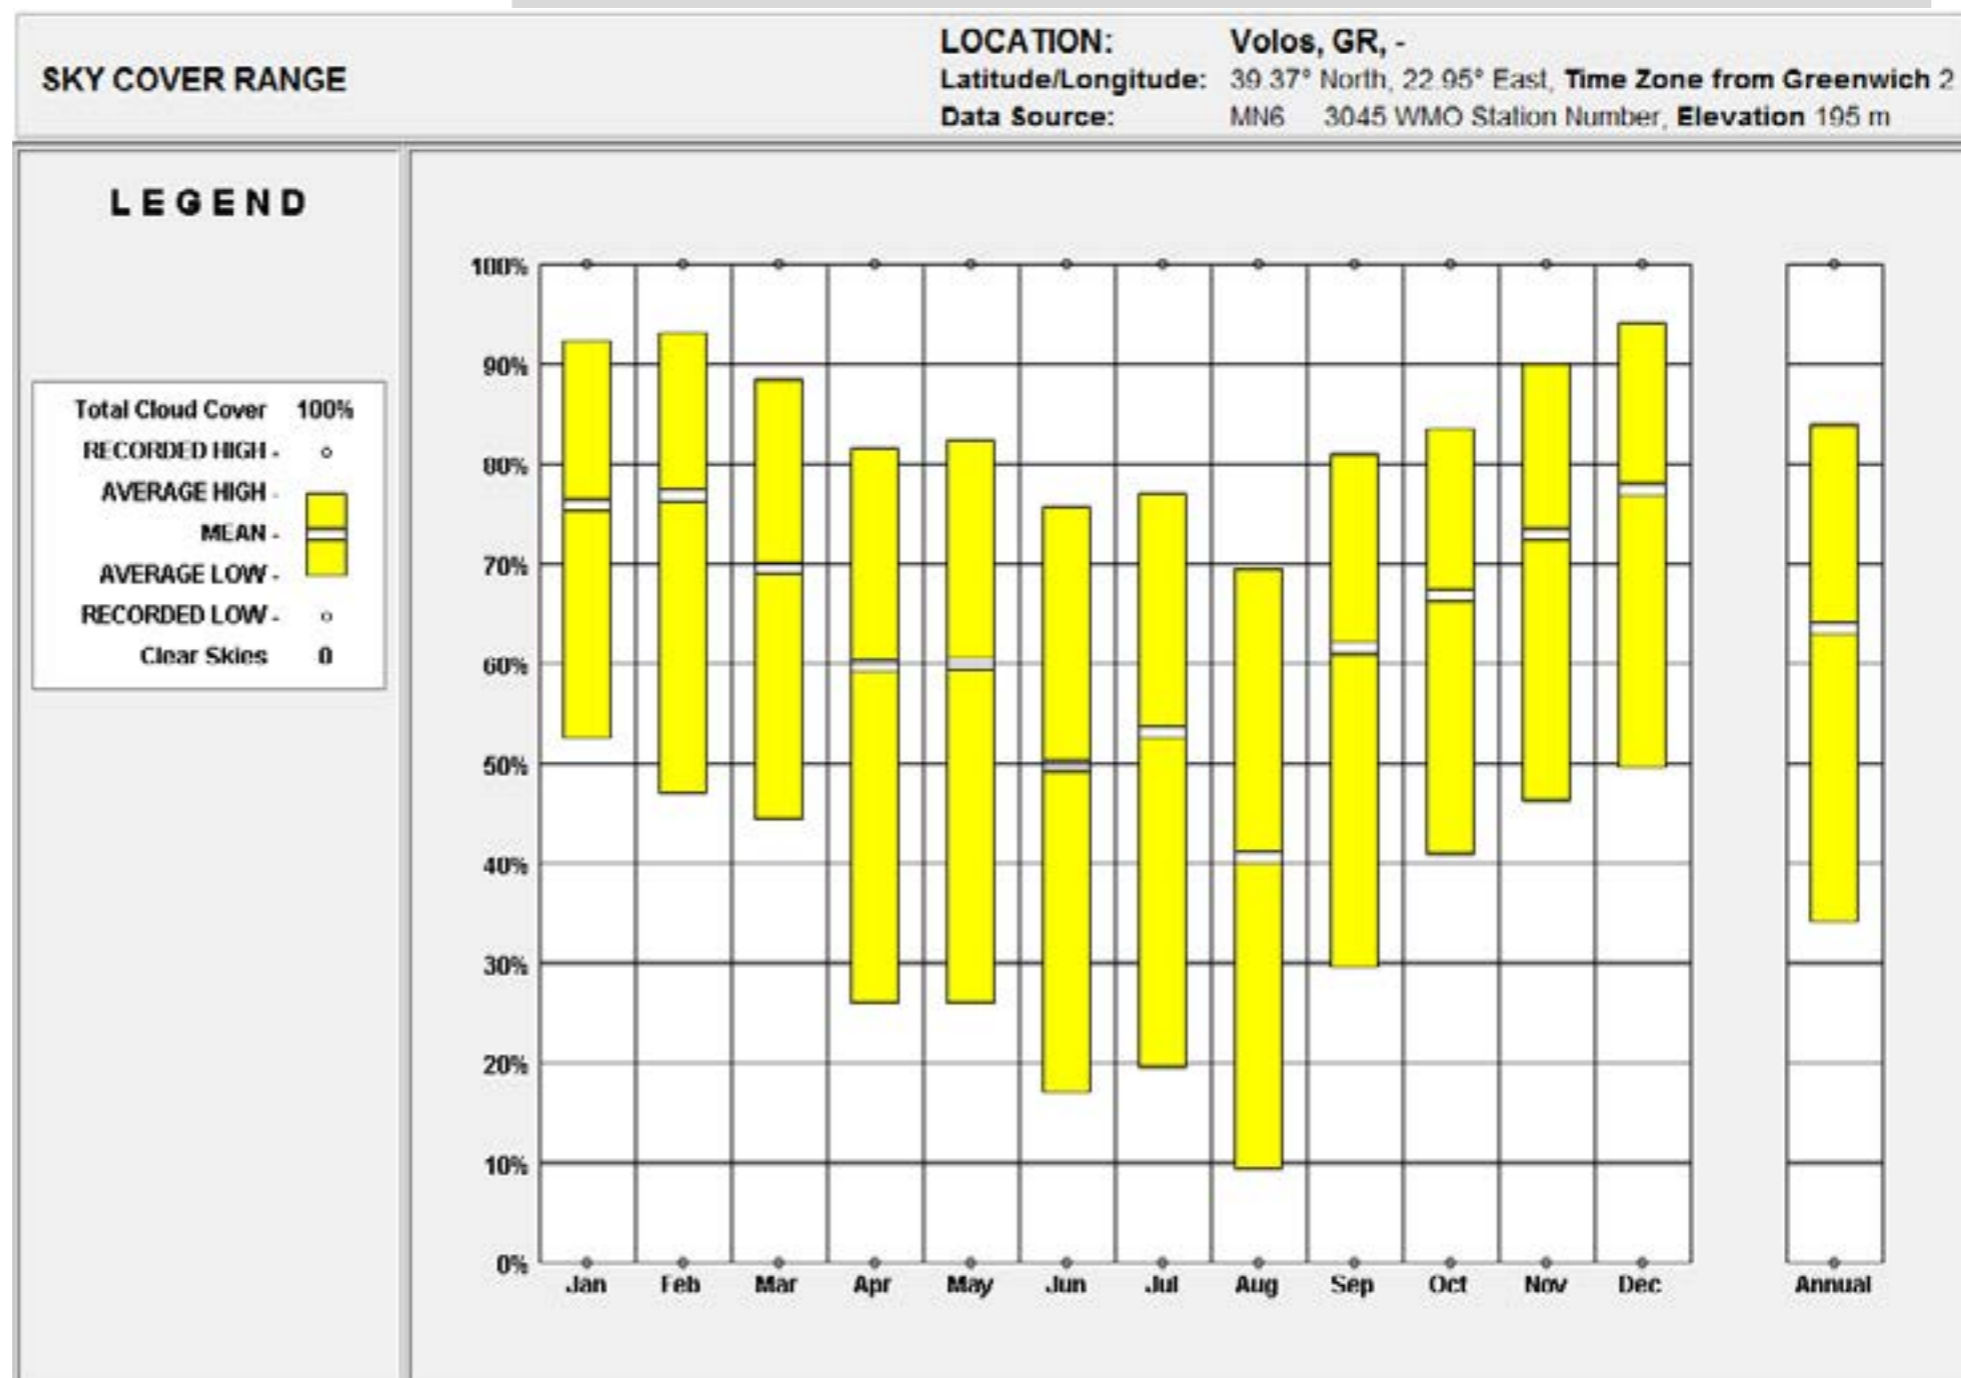 SKY COVER RANGE
LOCATION: Volos, GR, -
Latitude/Longitude: 39.37° North, 22.95° East, Time Zone from Greenwich 2
Data Source: MN6 3045 WMO Station Number, Elevation 195 m
LEGEND
Total Cloud Cover 100%
RECORDED HIGH - o
AVERAGE HIGH -
MEAN -
AVERAGE LOW -
RECORDED LOW - o
Clear Skies 0
100%
90%
80%
70%
60%
50%
40%
30%
20%
10%
0%
Jan Feb Mar Apr May Jun Jul Aug Sep Oct Nov Dec Annual